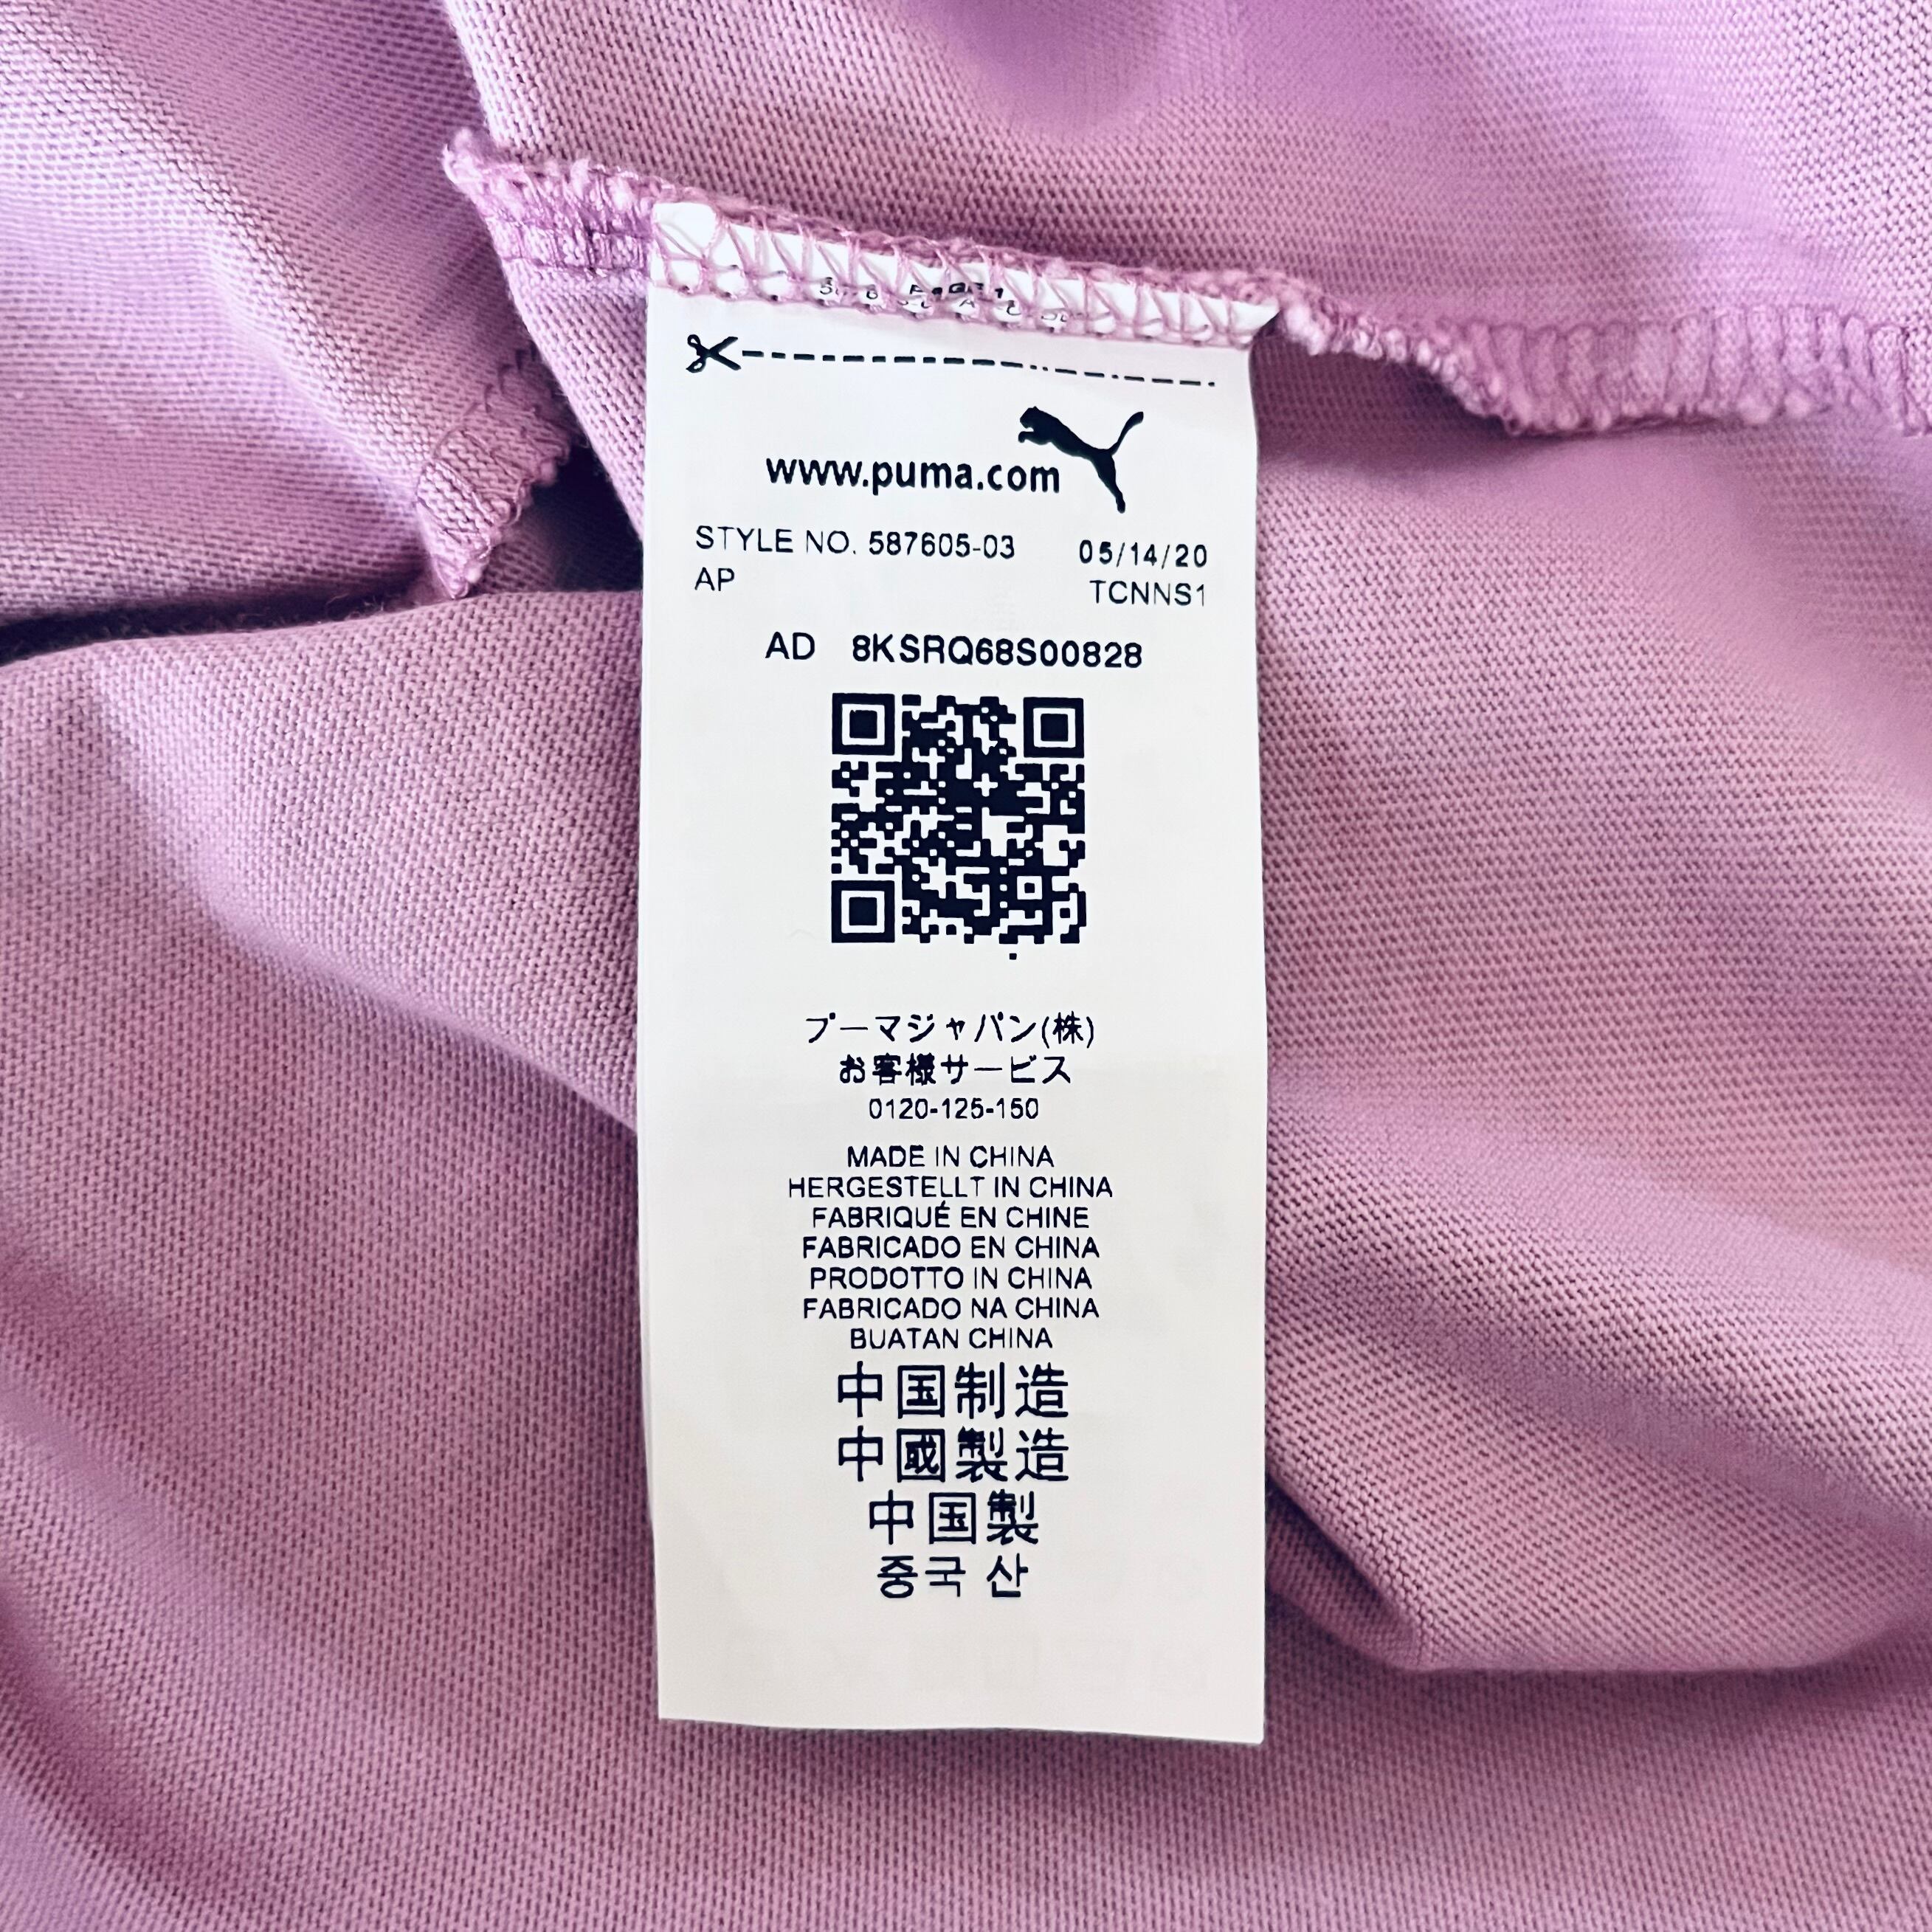 www.puma.com
STYLE NO. 587605-03 05/14/20
AP TCNNS1
AD 8KSRQ68S00828
プーマジャパン(株)
お客様サービス
0120-125-150
MADE IN CHINA
HERGESTELLT IN CHINA
FABRIQUÉ EN CHINE
FABRICADO EN CHINA
PRODOTTO IN CHINA
FABRICADO NA CHINA
BUATAN CHINA
中国制造
中國製造
中国製
중국 산